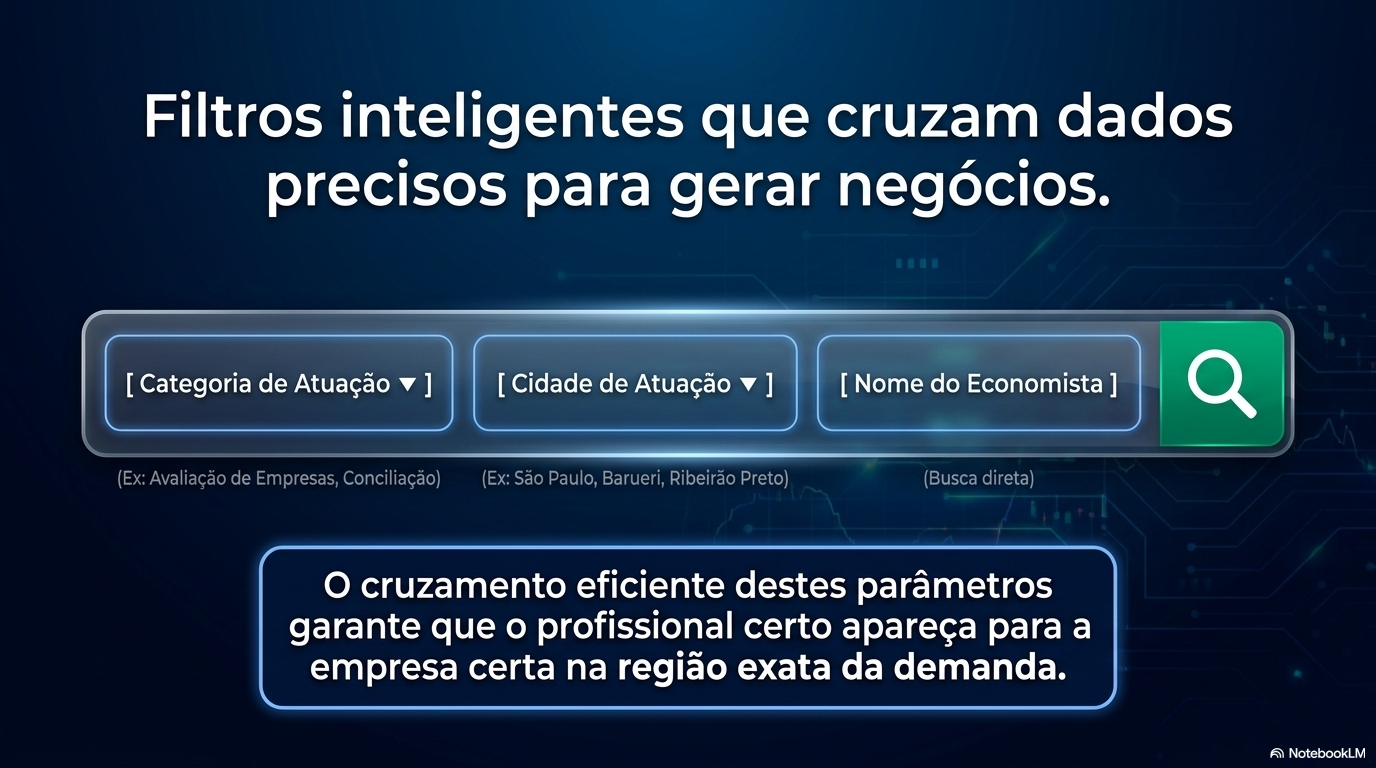 Filtros inteligentes que cruzam dados
precisos para gerar negócios.
[ Categoria de Atuação ▼ ]
[ Cidade de Atuação ▼ ]
[ Nome do Economista ]
(Ex: Avaliação de Empresas, Conciliação)
(Ex: São Paulo, Barueri, Ribeirão Preto)
(Busca direta)
O cruzamento eficiente destes parâmetros
garante que o profissional certo apareça para a
empresa certa na região exata da demanda.
NotebookLM